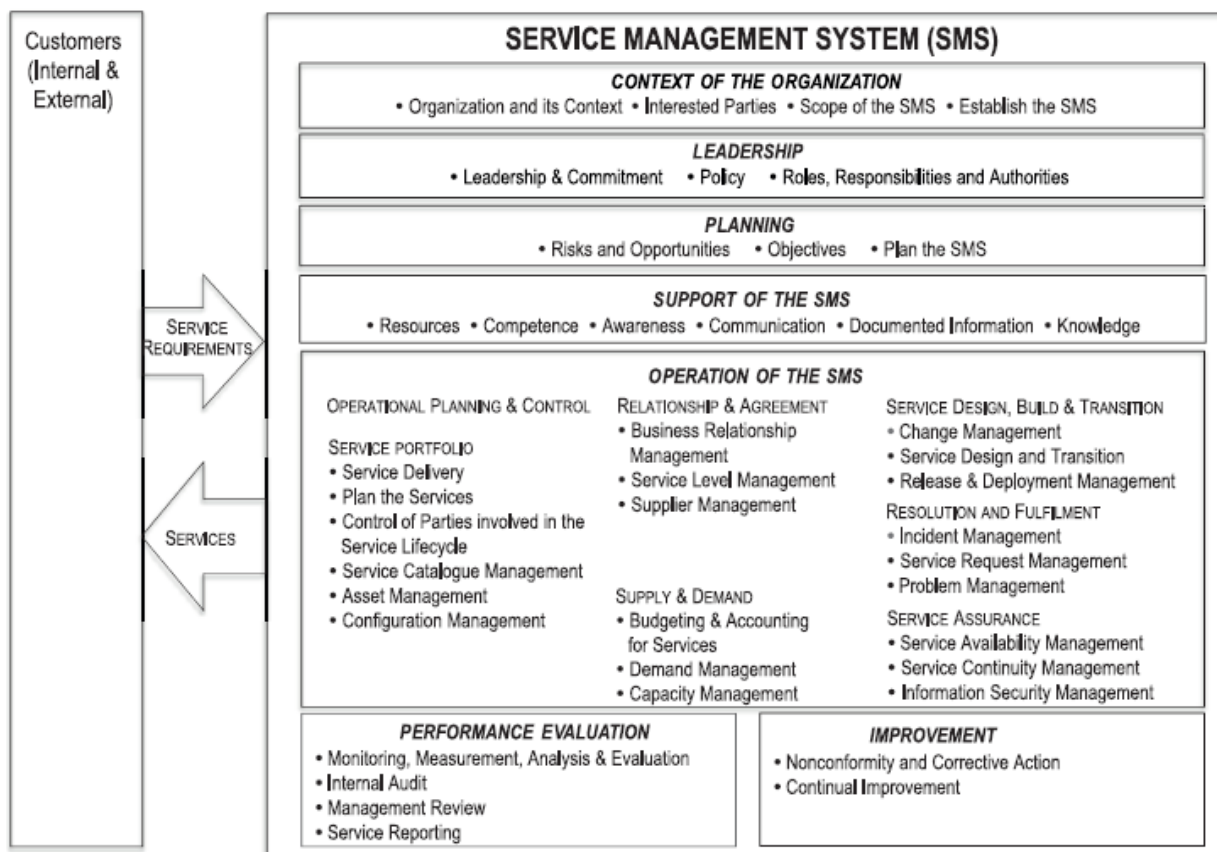 Customers
(Internal &
External)
SERVICE REQUIREMENTS
SERVICES
SERVICE MANAGEMENT SYSTEM (SMS)
CONTEXT OF THE ORGANIZATION
• Organization and its Context • Interested Parties • Scope of the SMS • Establish the SMS
LEADERSHIP
• Leadership & Commitment • Policy • Roles, Responsibilities and Authorities
PLANNING
• Risks and Opportunities • Objectives • Plan the SMS
SUPPORT OF THE SMS
• Resources • Competence • Awareness • Communication • Documented Information • Knowledge
OPERATION OF THE SMS
OPERATIONAL PLANNING & CONTROL
SERVICE PORTFOLIO
• Service Delivery
• Plan the Services
• Control of Parties involved in the
Service Lifecycle
• Service Catalogue Management
• Asset Management
• Configuration Management
RELATIONSHIP & AGREEMENT
• Business Relationship
Management
• Service Level Management
• Supplier Management
SUPPLY & DEMAND
• Budgeting & Accounting
for Services
• Demand Management
• Capacity Management
SERVICE DESIGN, BUILD & TRANSITION
• Change Management
• Service Design and Transition
• Release & Deployment Management
RESOLUTION AND FULFILMENT
• Incident Management
• Service Request Management
• Problem Management
SERVICE ASSURANCE
• Service Availability Management
• Service Continuity Management
• Information Security Management
PERFORMANCE EVALUATION
• Monitoring, Measurement, Analysis & Evaluation
• Internal Audit
• Management Review
• Service Reporting
IMPROVEMENT
• Nonconformity and Corrective Action
• Continual Improvement